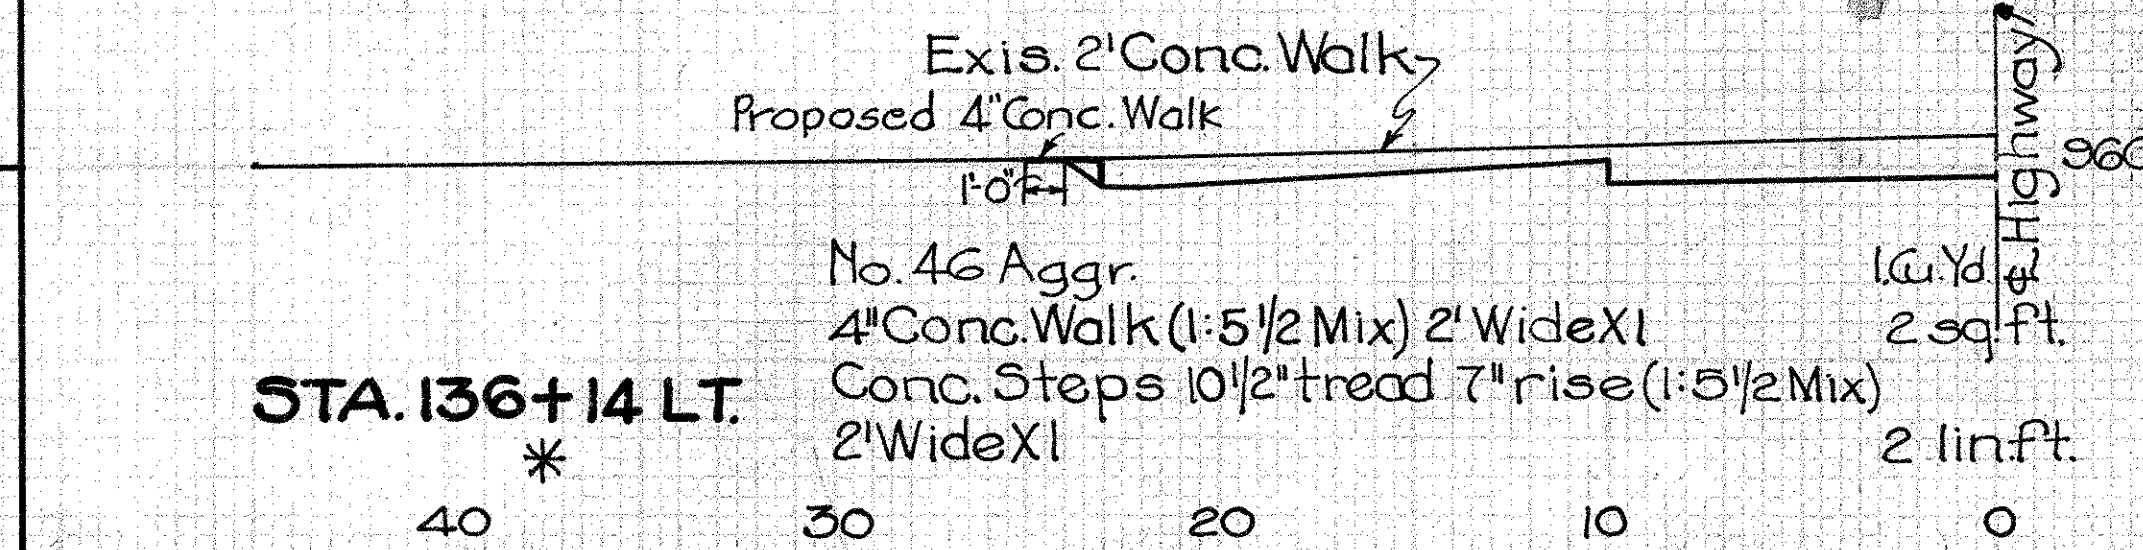 Exis. 2' Conc. Walk
Proposed 4" Conc. Walk
1'-0"
℄ Highway
No. 46 Aggr. 1.Cu.Yd.
4" Conc. Walk (1:5 1/2 Mix) 2' Wide X 1 2 sq.ft.
Conc. Steps 10 1/2" tread 7" rise (1:5 1/2 Mix)
2' Wide X 1 2 lin.ft.
STA. 136+14 LT.
*
40 30 20 10 0